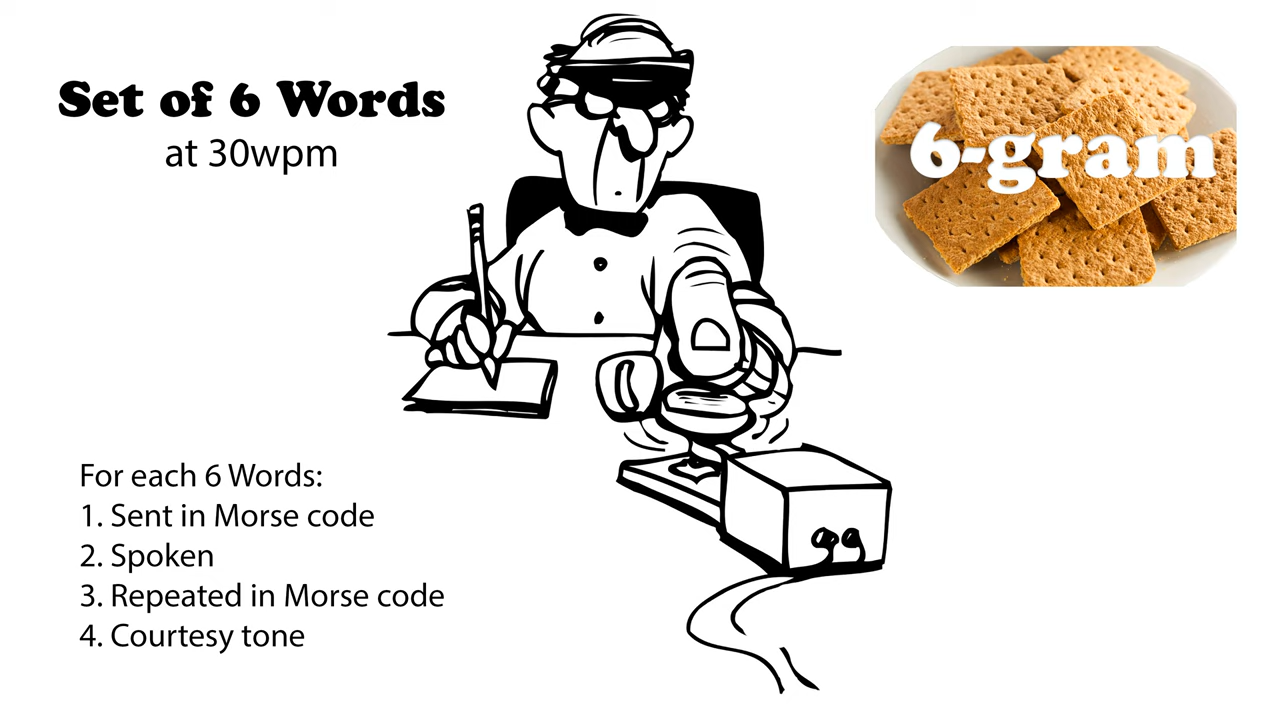 Set of 6 Words
at 30wpm
6-gram
For each 6 Words:
1. Sent in Morse code
2. Spoken
3. Repeated in Morse code
4. Courtesy tone